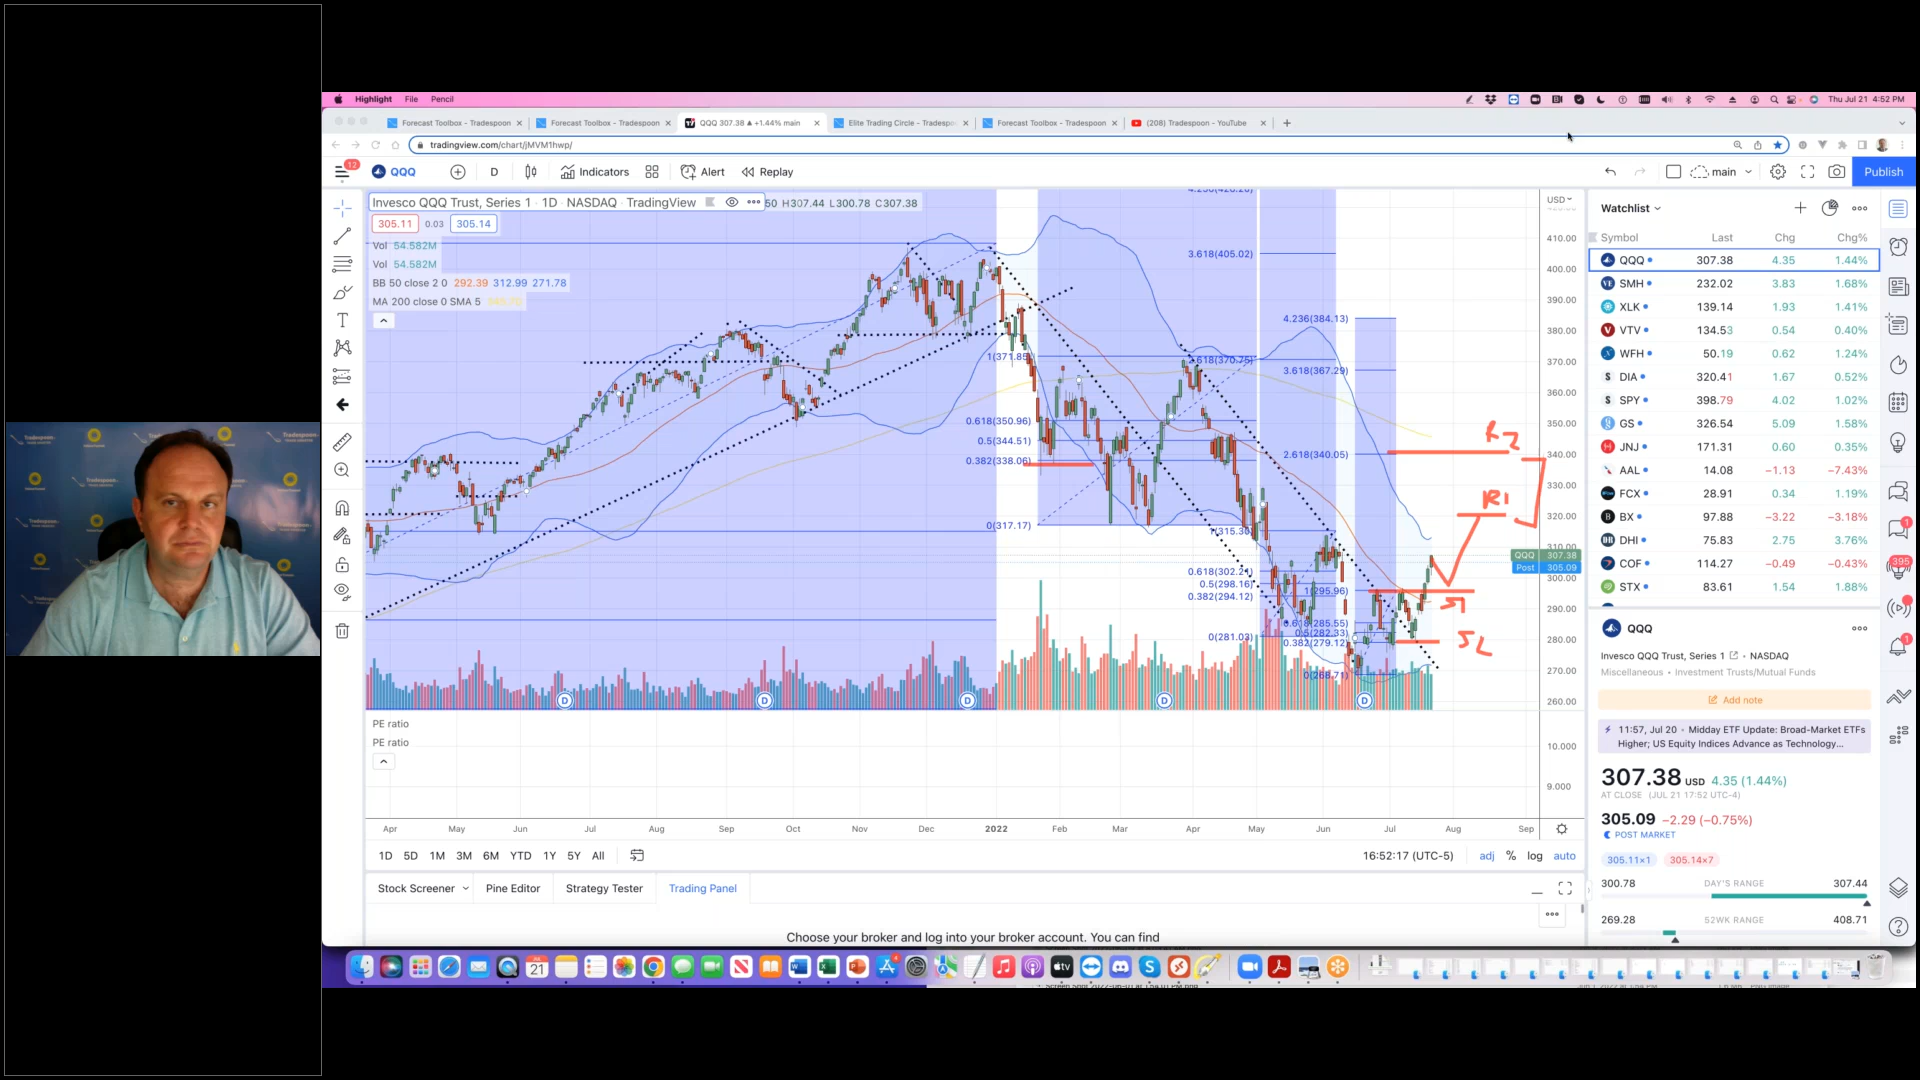 Highlight File Pencil
Thu Jul 21 4:52 PM
Forecast Toolbox - Tradespoon
Forecast Toolbox - Tradespoon
QQQ 307.38 ▲ +1.44% main
Elite Trading Circle - Tradespo
Forecast Toolbox - Tradespoon
(208) Tradespoon - YouTube
tradingview.com/chart/jMVM1hwp/
12
QQQ
D
Indicators
Alert
Replay
main
Publish
Invesco QQQ Trust, Series 1 · 1D · NASDAQ · TradingView
50 H307.44 L300.78 C307.38
305.11 0.03 305.14
Vol 54.582M
Vol 54.582M
BB 50 close 2 0 292.39 312.99 271.78
MA 200 close 0 SMA 5
3.618(405.02)
4.236(384.13)
1(371.85)
3.618(367.29)
0.618(350.96)
0.5(344.51)
0.382(338.06)
2.618(340.05)
0(317.17)
0.618(302.21)
0.5(298.16)
0.382(294.12)
1(295.96)
0.618(285.55)
0.5(282.33)
0.382(279.12)
0(281.03)
0(268.71)
R2
R1
S1
USD
410.00
400.00
390.00
380.00
370.00
360.00
350.00
340.00
330.00
320.00
310.00
QQQ 307.38
Post 305.09
300.00
290.00
280.00
270.00
260.00
D D D D D
PE ratio
PE ratio
10.000
9.000
Apr May Jun Jul Aug Sep Oct Nov Dec 2022 Feb Mar Apr May Jun Jul Aug Sep
1D 5D 1M 3M 6M YTD 1Y 5Y All
16:52:17 (UTC-5) adj % log auto
Stock Screener Pine Editor Strategy Tester Trading Panel
Choose your broker and log into your broker account. You can find
Watchlist
Symbol Last Chg Chg%
QQQ 307.38 4.35 1.44%
SMH 232.02 3.83 1.68%
XLK 139.14 1.93 1.41%
VTV 134.53 0.54 0.40%
WFH 50.19 0.62 1.24%
DIA 320.41 1.67 0.52%
SPY 398.79 4.02 1.02%
GS 326.54 5.09 1.58%
JNJ 171.31 0.60 0.35%
AAL 14.08 −1.13 −7.43%
FCX 28.91 0.34 1.19%
BX 97.88 −3.22 −3.18%
DHI 75.83 2.75 3.76%
COF 114.27 −0.49 −0.43%
STX 83.61 1.54 1.88%
QQQ
Invesco QQQ Trust, Series 1 • NASDAQ
Miscellaneous • Investment Trusts/Mutual Funds
Add note
11:57, Jul 20 • Midday ETF Update: Broad-Market ETFs
Higher; US Equity Indices Advance as Technology...
307.38 USD 4.35 (1.44%)
AT CLOSE (JUL 21 17:52 UTC-4)
305.09 −2.29 (−0.75%)
POST MARKET
305.11×1 305.14×7
300.78 DAY'S RANGE 307.44
269.28 52WK RANGE 408.71
1
395
1